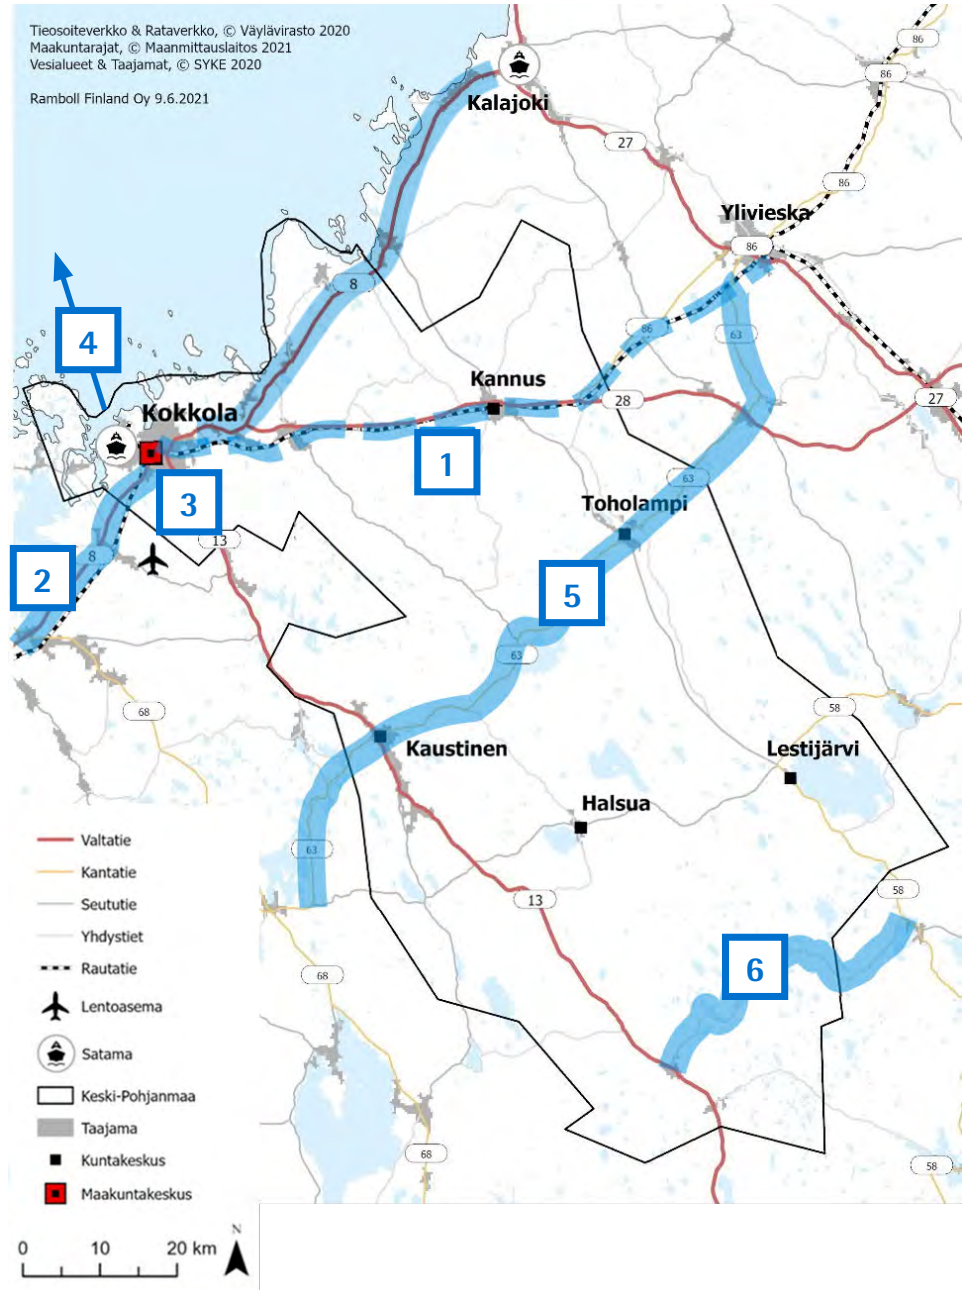 Tieosoiteverkko & Rataverkko, © Väylävirasto 2020
Maakuntarajat, © Maanmittauslaitos 2021
Vesialueet & Taajamat, © SYKE 2020
Ramboll Finland Oy 9.6.2021
86
86
Kalajoki
27
86
Ylivieska
86
8
4
63
86
Kannus
28
27
Kokkola
1
63
3
Toholampi
13
8
2
5
63
68
58
Kaustinen
Lestijärvi
Halsua
63
58
13
6
68
68
58
Valtatie
Kantatie
Seututie
Yhdystiet
Rautatie
Lentoasema
Satama
Keski-Pohjanmaa
Taajama
Kuntakeskus
Maakuntakeskus
N
0 10 20 km